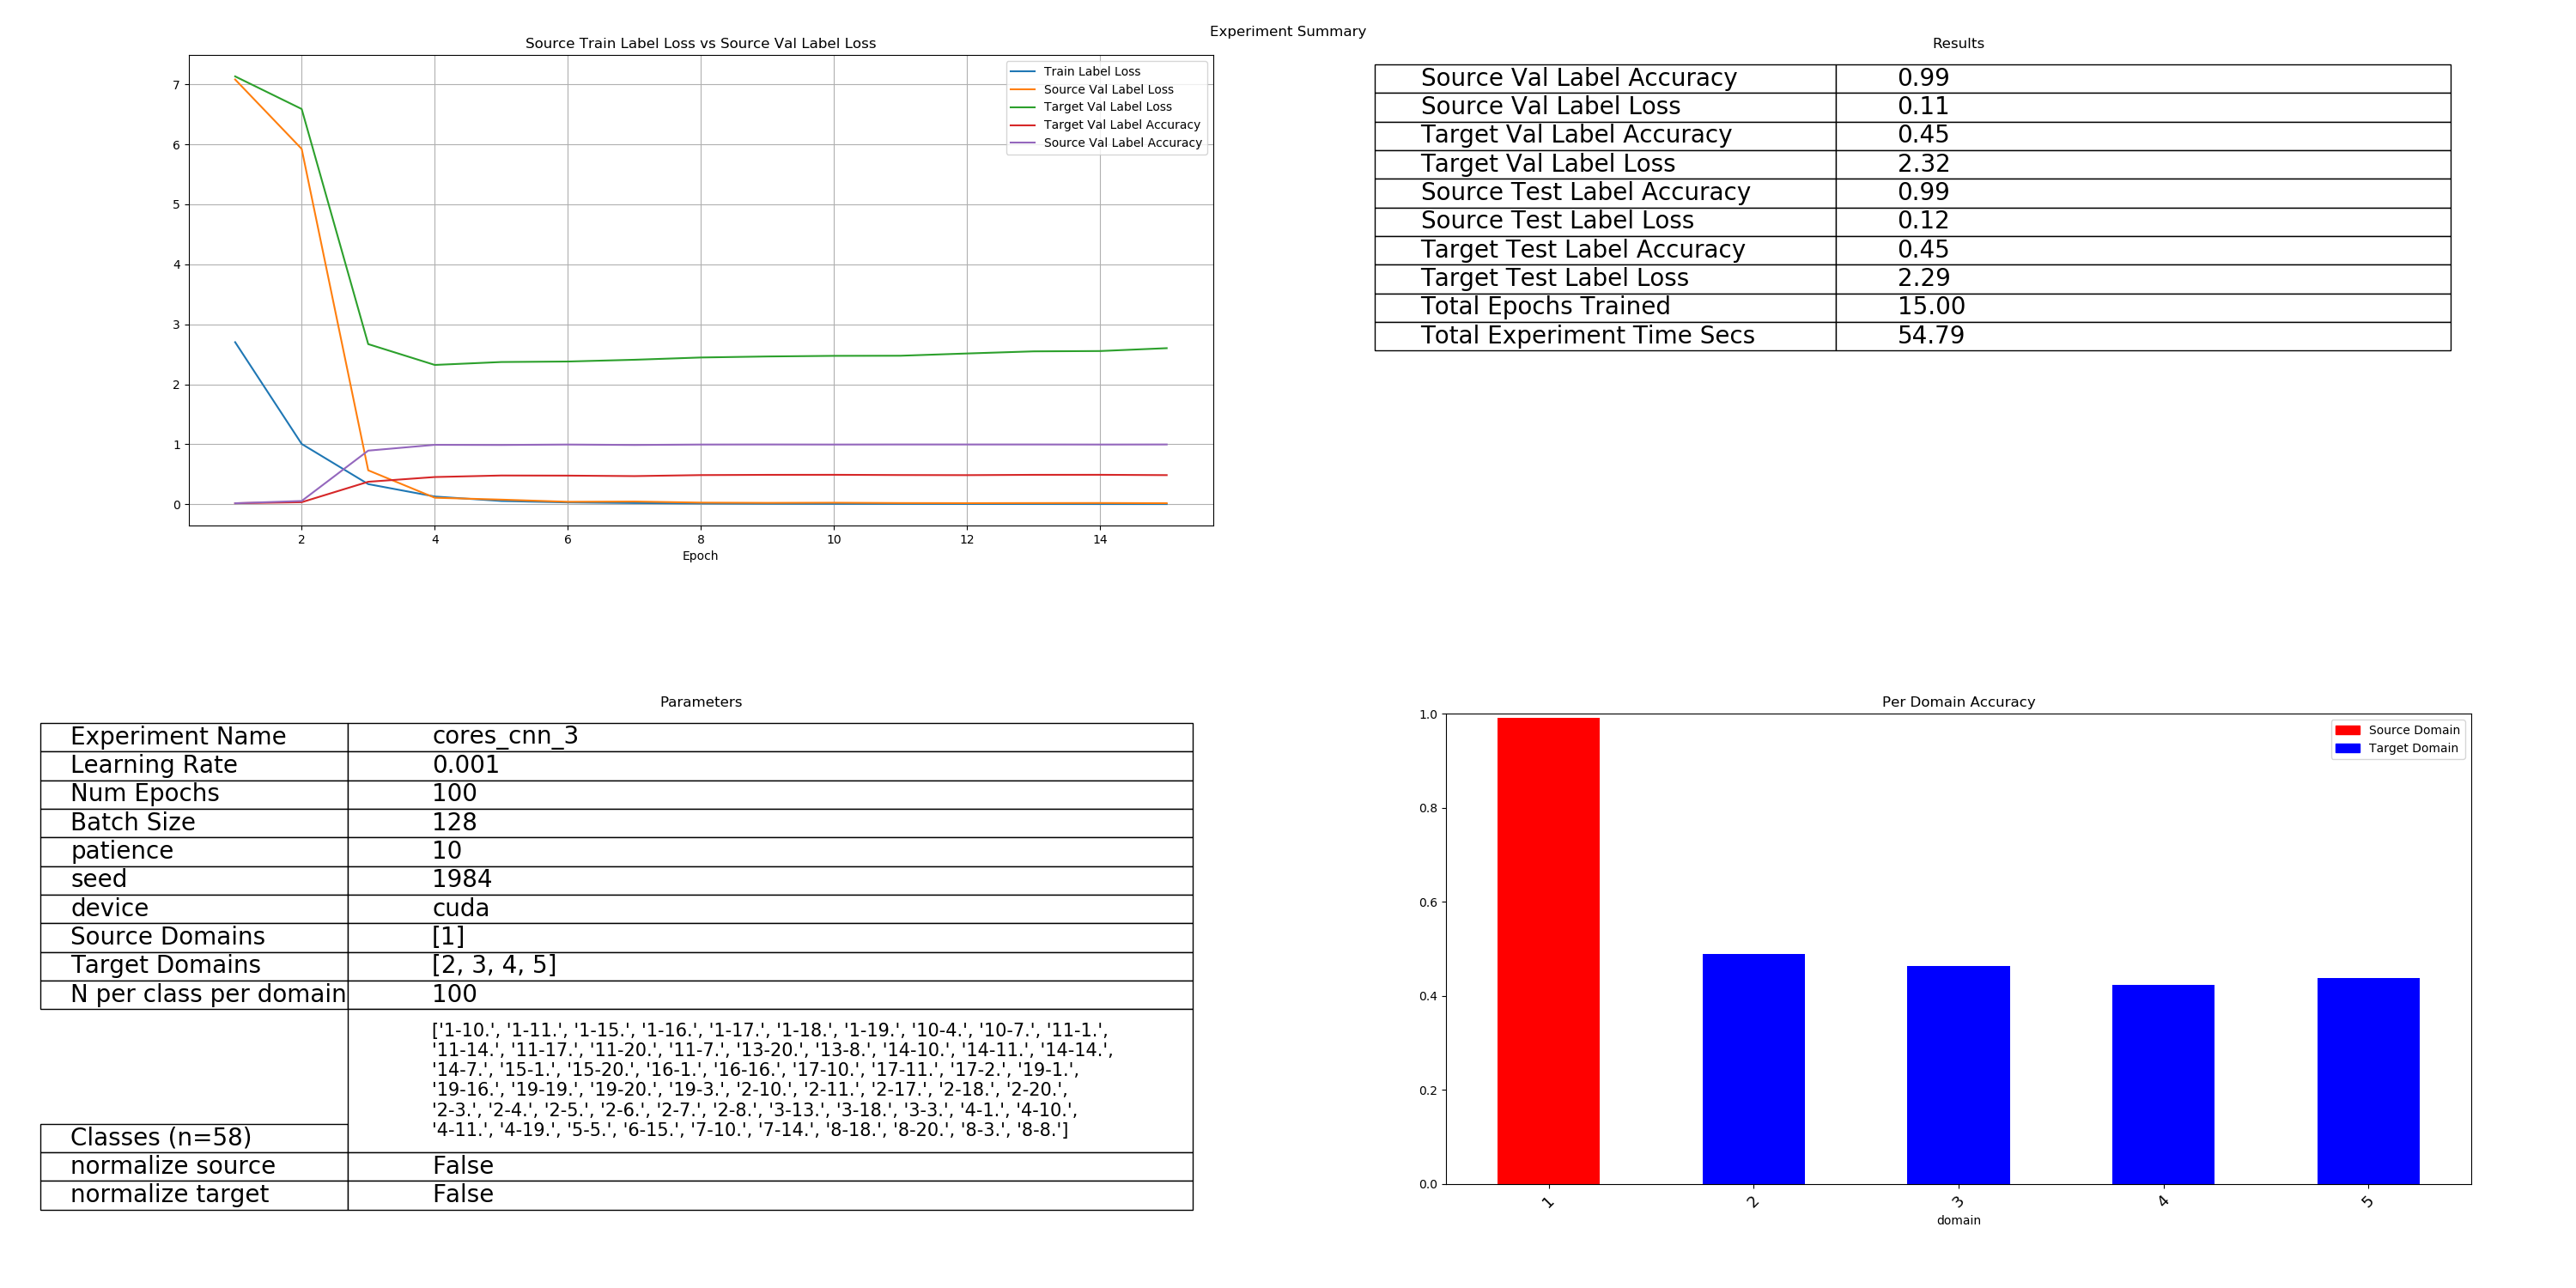 Experiment Summary
Source Train Label Loss vs Source Val Label Loss
7
6
5
4
3
2
1
0
2 4 6 8 10 12 14
Epoch
Train Label Loss
Source Val Label Loss
Target Val Label Loss
Target Val Label Accuracy
Source Val Label Accuracy
Results
Source Val Label Accuracy 0.99
Source Val Label Loss 0.11
Target Val Label Accuracy 0.45
Target Val Label Loss 2.32
Source Test Label Accuracy 0.99
Source Test Label Loss 0.12
Target Test Label Accuracy 0.45
Target Test Label Loss 2.29
Total Epochs Trained 15.00
Total Experiment Time Secs 54.79
Parameters
Experiment Name cores_cnn_3
Learning Rate 0.001
Num Epochs 100
Batch Size 128
patience 10
seed 1984
device cuda
Source Domains [1]
Target Domains [2, 3, 4, 5]
N per class per domain 100
['1-10.', '1-11.', '1-15.', '1-16.', '1-17.', '1-18.', '1-19.', '10-4.', '10-7.', '11-1.',
'11-14.', '11-17.', '11-20.', '11-7.', '13-20.', '13-8.', '14-10.', '14-11.', '14-14.',
'14-7.', '15-1.', '15-20.', '16-1.', '16-16.', '17-10.', '17-11.', '17-2.', '19-1.',
'19-16.', '19-19.', '19-20.', '19-3.', '2-10.', '2-11.', '2-17.', '2-18.', '2-20.',
'2-3.', '2-4.', '2-5.', '2-6.', '2-7.', '2-8.', '3-13.', '3-18.', '3-3.', '4-1.', '4-10.',
'4-11.', '4-19.', '5-5.', '6-15.', '7-10.', '7-14.', '8-18.', '8-20.', '8-3.', '8-8.']
Classes (n=58)
normalize source False
normalize target False
Per Domain Accuracy
1.0
0.8
0.6
0.4
0.2
0.0
1 2 3 4 5
domain
Source Domain
Target Domain